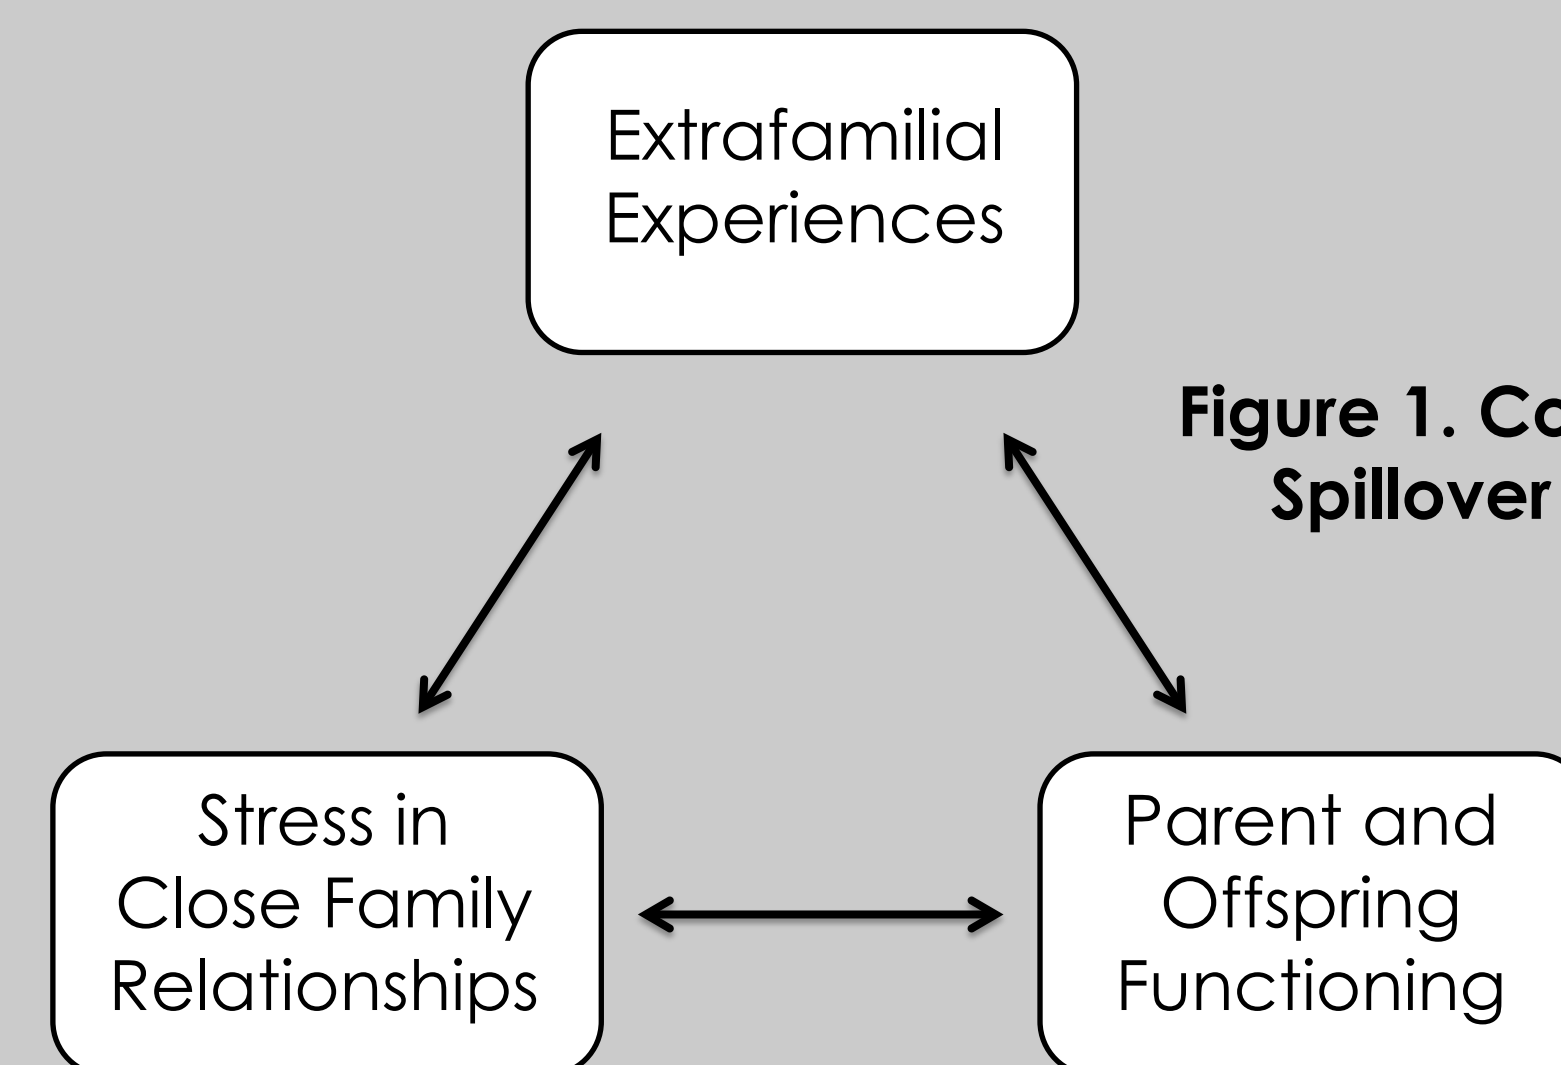 Extrafamilial
Experiences
Figure 1. Co
Spillover
Stress in
Close Family
Relationships
Parent and
Offspring
Functioning